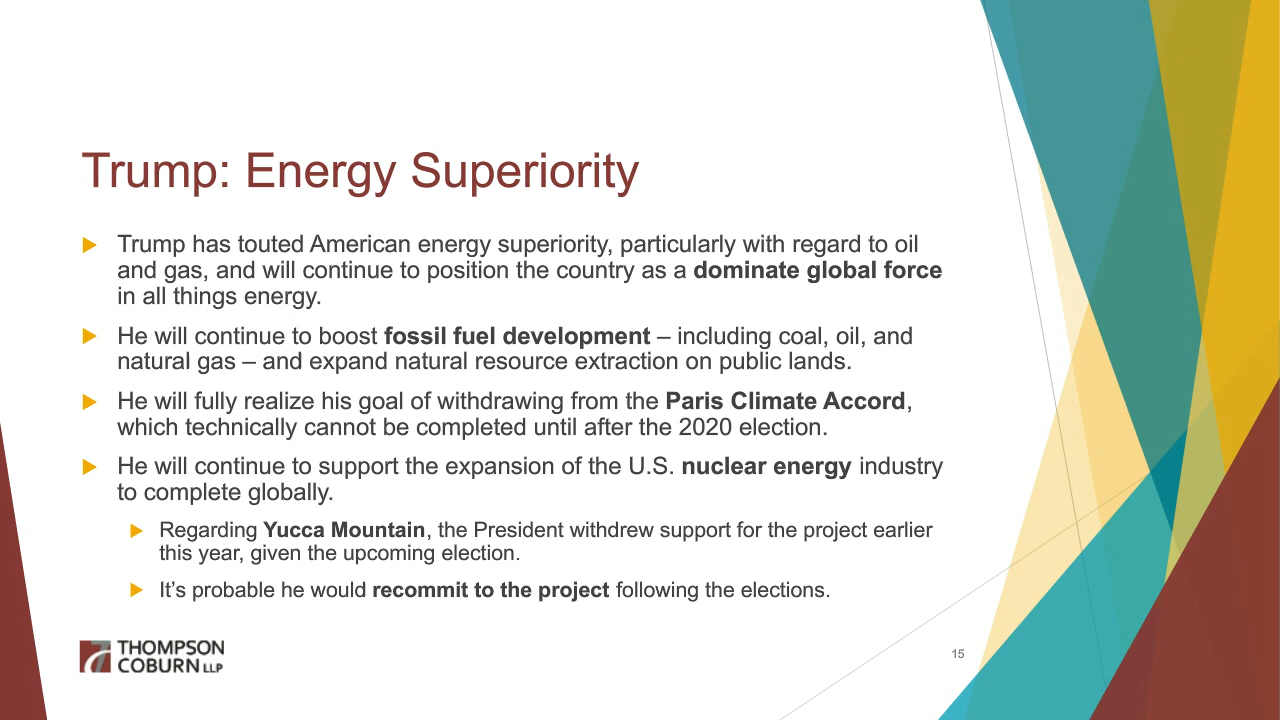 Trump: Energy Superiority
Trump has touted American energy superiority, particularly with regard to oil
and gas, and will continue to position the country as a dominate global force
in all things energy.
He will continue to boost fossil fuel development – including coal, oil, and
natural gas – and expand natural resource extraction on public lands.
He will fully realize his goal of withdrawing from the Paris Climate Accord,
which technically cannot be completed until after the 2020 election.
He will continue to support the expansion of the U.S. nuclear energy industry
to complete globally.
Regarding Yucca Mountain, the President withdrew support for the project earlier
this year, given the upcoming election.
It’s probable he would recommit to the project following the elections.
THOMPSON
COBURN LLP
15